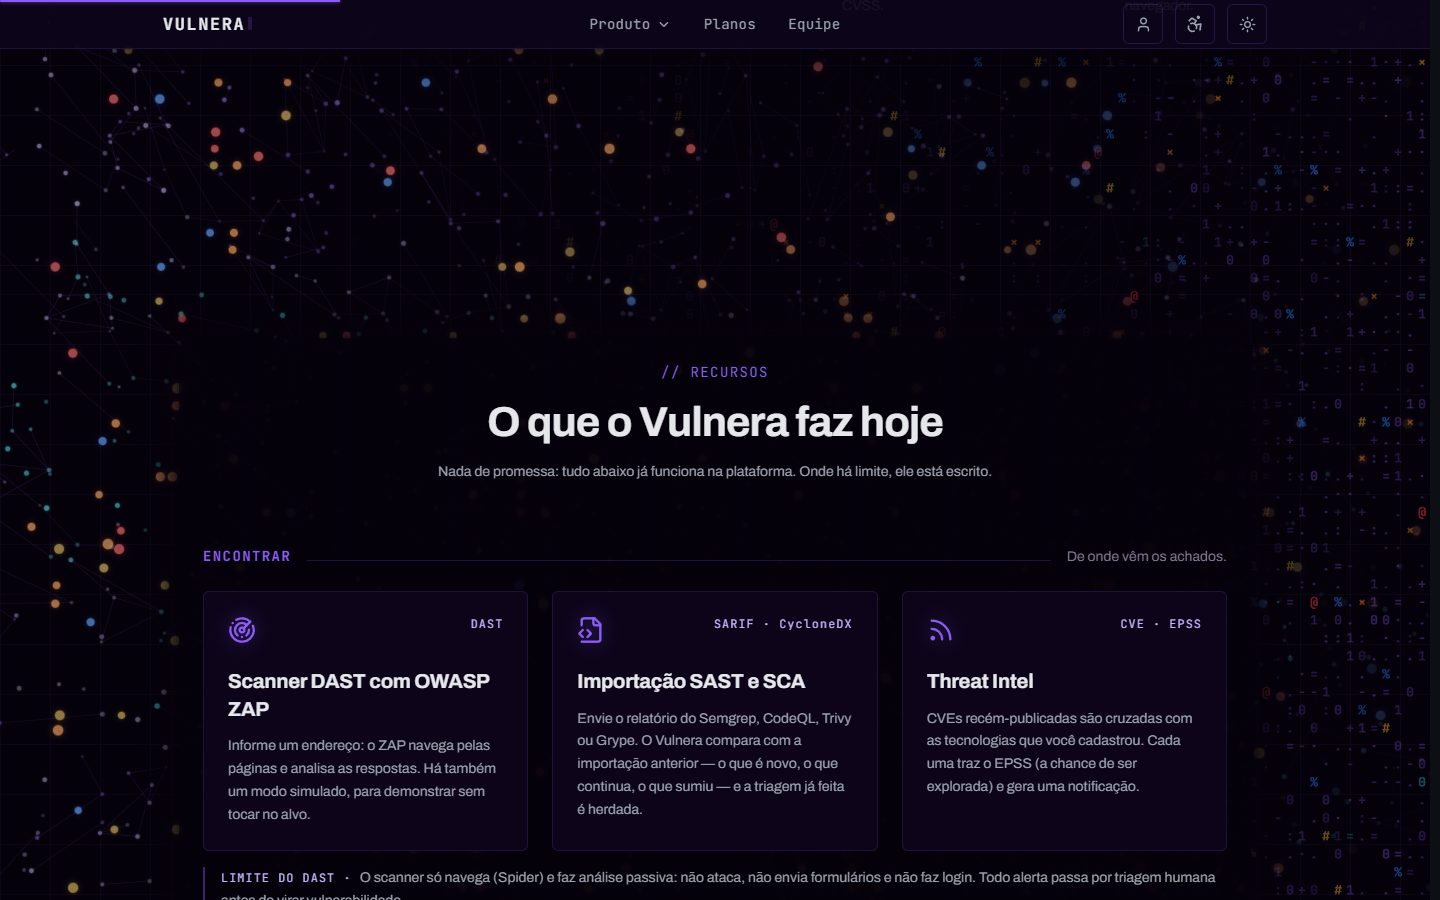 CVSS.
navegador.
VULNERA
Produto
Planos
Equipe
// RECURSOS
O que o Vulnera faz hoje
Nada de promessa: tudo abaixo já funciona na plataforma. Onde há limite, ele está escrito.
ENCONTRAR
De onde vêm os achados.
DAST
Scanner DAST com OWASP
ZAP
Informe um endereço: o ZAP navega pelas
páginas e analisa as respostas. Há também
um modo simulado, para demonstrar sem
tocar no alvo.
SARIF · CycloneDX
Importação SAST e SCA
Envie o relatório do Semgrep, CodeQL, Trivy
ou Grype. O Vulnera compara com a
importação anterior — o que é novo, o que
continua, o que sumiu — e a triagem já feita
é herdada.
CVE · EPSS
Threat Intel
CVEs recém-publicadas são cruzadas com
as tecnologias que você cadastrou. Cada
uma traz o EPSS (a chance de ser
explorada) e gera uma notificação.
LIMITE DO DAST · O scanner só navega (Spider) e faz análise passiva: não ataca, não envia formulários e não faz login. Todo alerta passa por triagem humana
antes de virar vulnerabilidade.